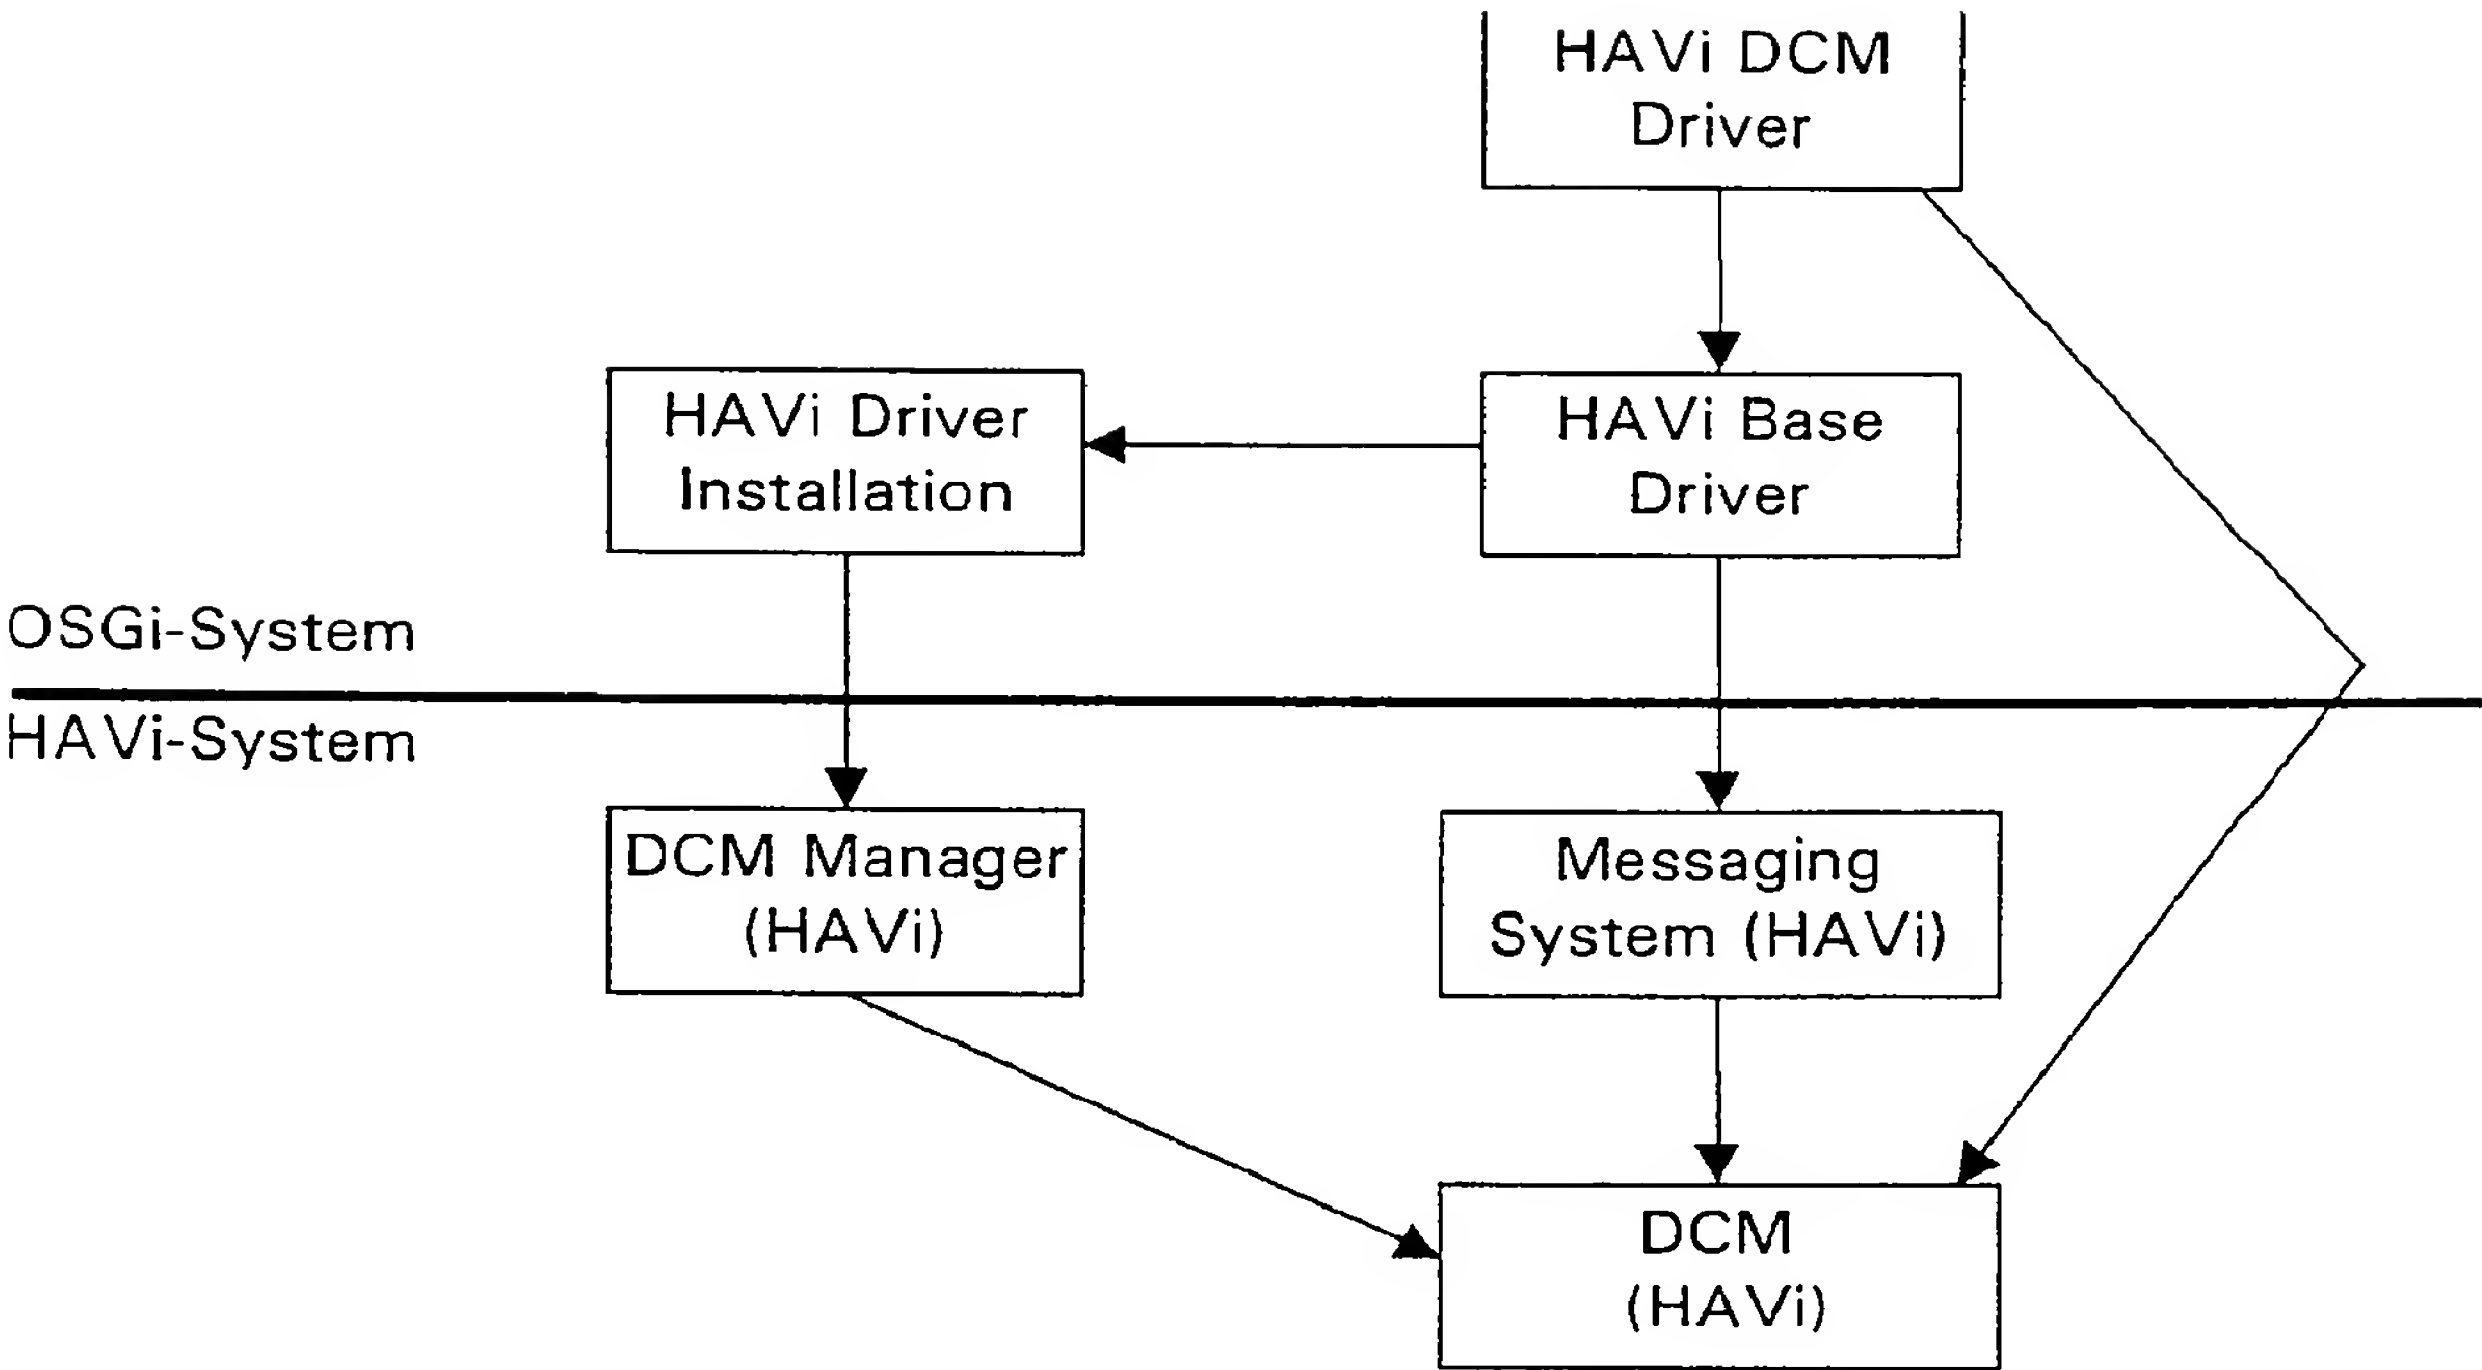 HAVi DCM
Driver
HAVi Driver
Installation
HAVi Base
Driver
OSGi-System
HAVi-System
DCM Manager
(HAVi)
Messaging
System (HAVi)
DCM
(HAVi)